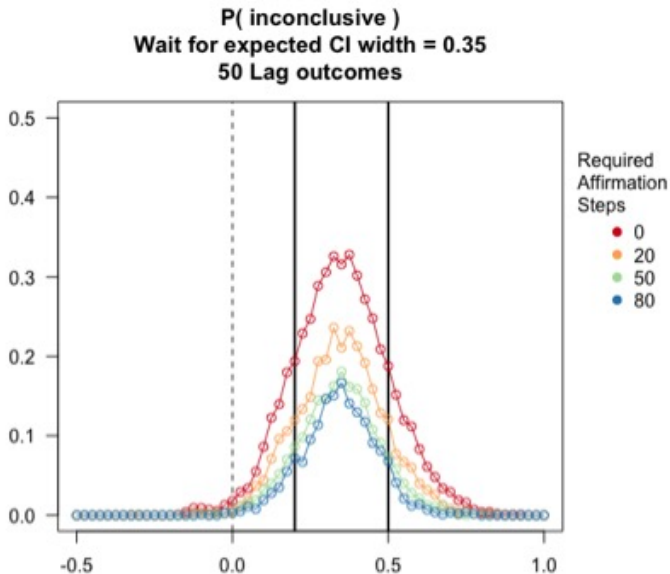 P( inconclusive )
Wait for expected CI width = 0.35
50 Lag outcomes
0.5
0.4
0.3
0.2
0.1
0.0
-0.5
0.0
0.5
1.0
Required
Affirmation
Steps
0
20
50
80